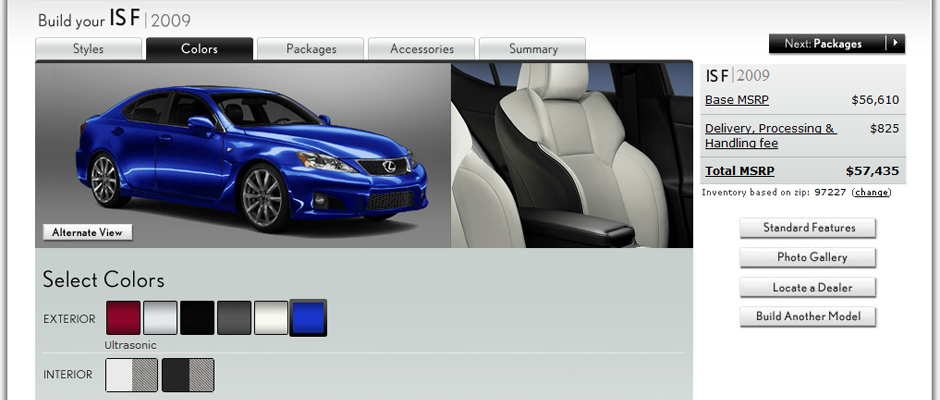 Build your IS F | 2009
Styles
Colors
Packages
Accessories
Summary
Next: Packages
IS F | 2009
Base MSRP $56,610
Delivery, Processing & $825
Handling fee
Total MSRP $57,435
Inventory based on zip: 97227 (change)
Alternate View
Standard Features
Photo Gallery
Locate a Dealer
Build Another Model
Select Colors
EXTERIOR
Ultrasonic
INTERIOR